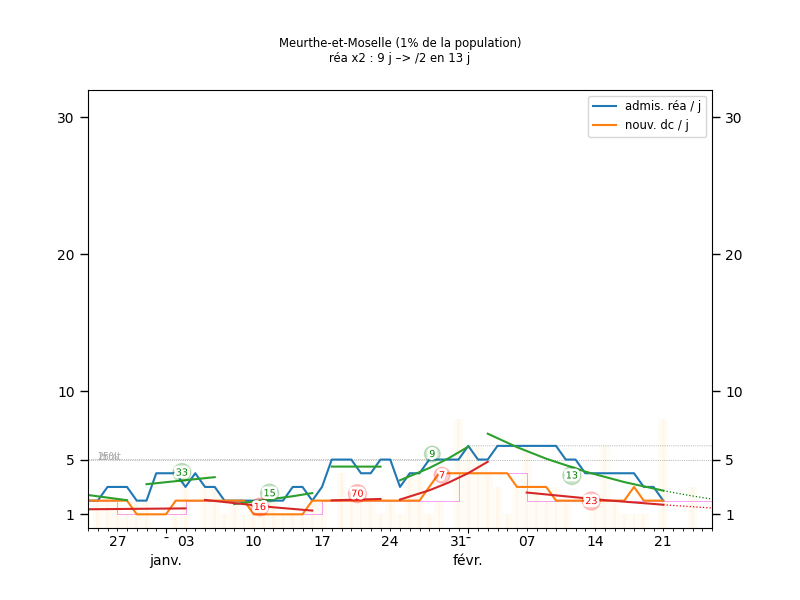 Meurthe-et-Moselle (1% de la population)
réa x2 : 9 j –> /2 en 13 j
admis. réa / j
nouv. dc / j
30 30
20 20
10 10
5 5
1 1
33
15
16
70
9
7
13
23
27 03 10 17 24 31 07 14 21
janv. févr.